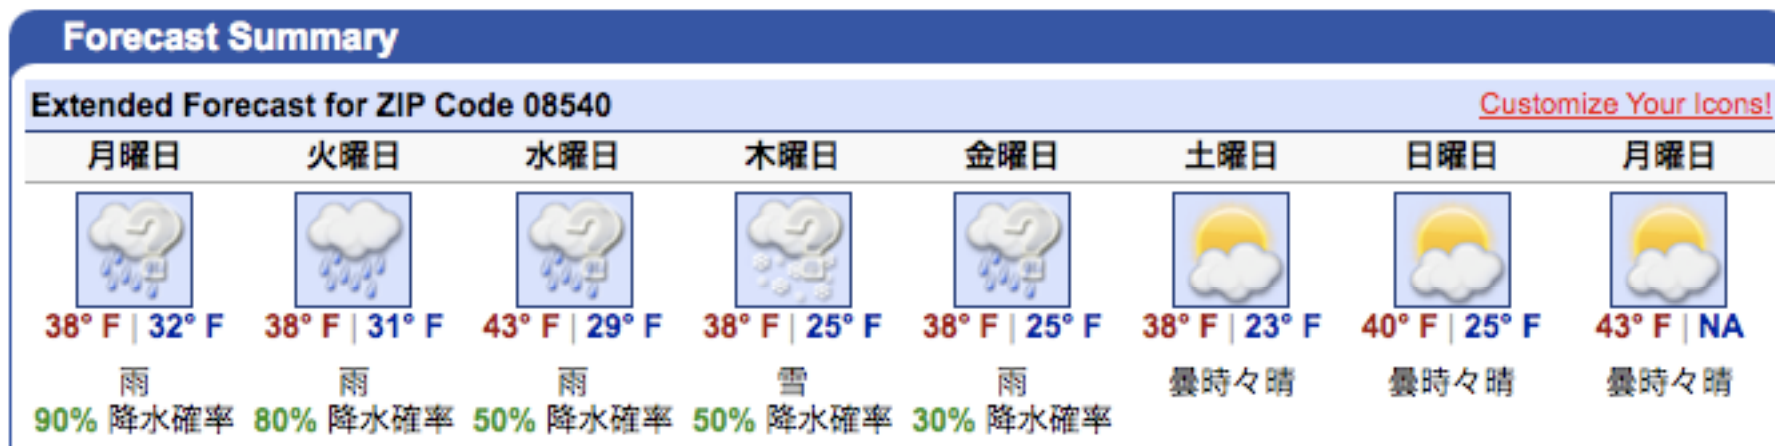 Forecast Summary
Extended Forecast for ZIP Code 08540 Customize Your Icons!
月曜日 火曜日 水曜日 木曜日 金曜日 土曜日 日曜日 月曜日
38° F | 32° F 38° F | 31° F 43° F | 29° F 38° F | 25° F 38° F | 25° F 38° F | 23° F 40° F | 25° F 43° F | NA
雨 雨 雨 雪 雨 曇時々晴 曇時々晴 曇時々晴
90% 降水確率 80% 降水確率 50% 降水確率 50% 降水確率 30% 降水確率